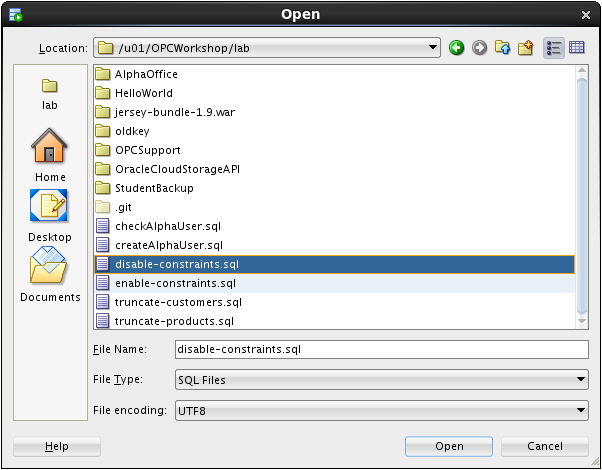 Open
Location: /u01/OPCWorkshop/lab
lab
Home
Desktop
Documents
AlphaOffice
HelloWorld
jersey-bundle-1.9.war
oldkey
OPCSupport
OracleCloudStorageAPI
StudentBackup
.git
checkAlphaUser.sql
createAlphaUser.sql
disable-constraints.sql
enable-constraints.sql
truncate-customers.sql
truncate-products.sql
File Name: disable-constraints.sql
File Type: SQL Files
File encoding: UTF8
Help Open Cancel